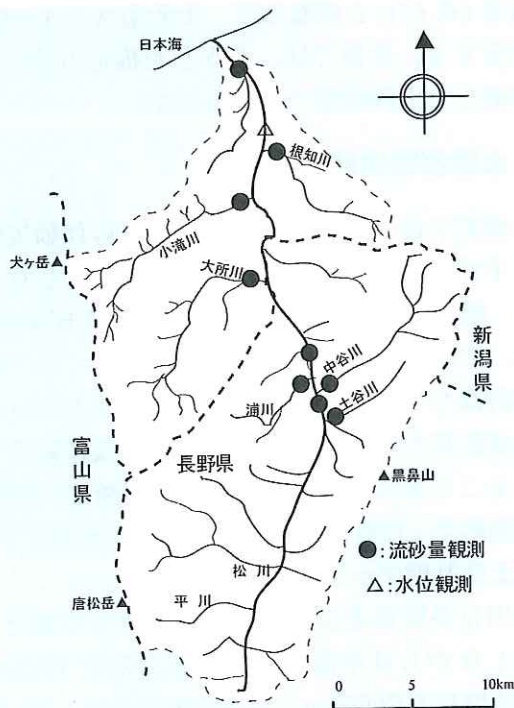 日本海
根知川
小滝川
犬ヶ岳
大所川
中谷川
新潟県
浦川
土谷川
富山県
長野県
黒鼻山
●:流砂量観測
△:水位観測
松川
平川
唐松岳
0 5 10km